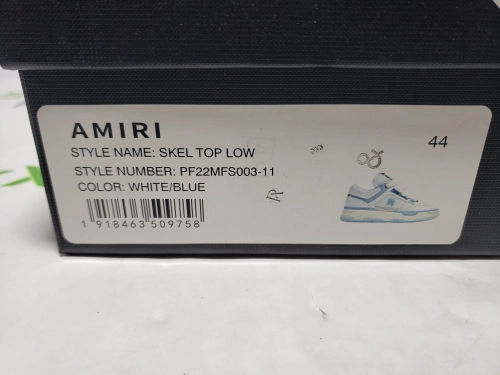 AMIRI
STYLE NAME: SKEL TOP LOW
44
STYLE NUMBER: PF22MFS003-11
COLOR: WHITE/BLUE
1 918463 509758